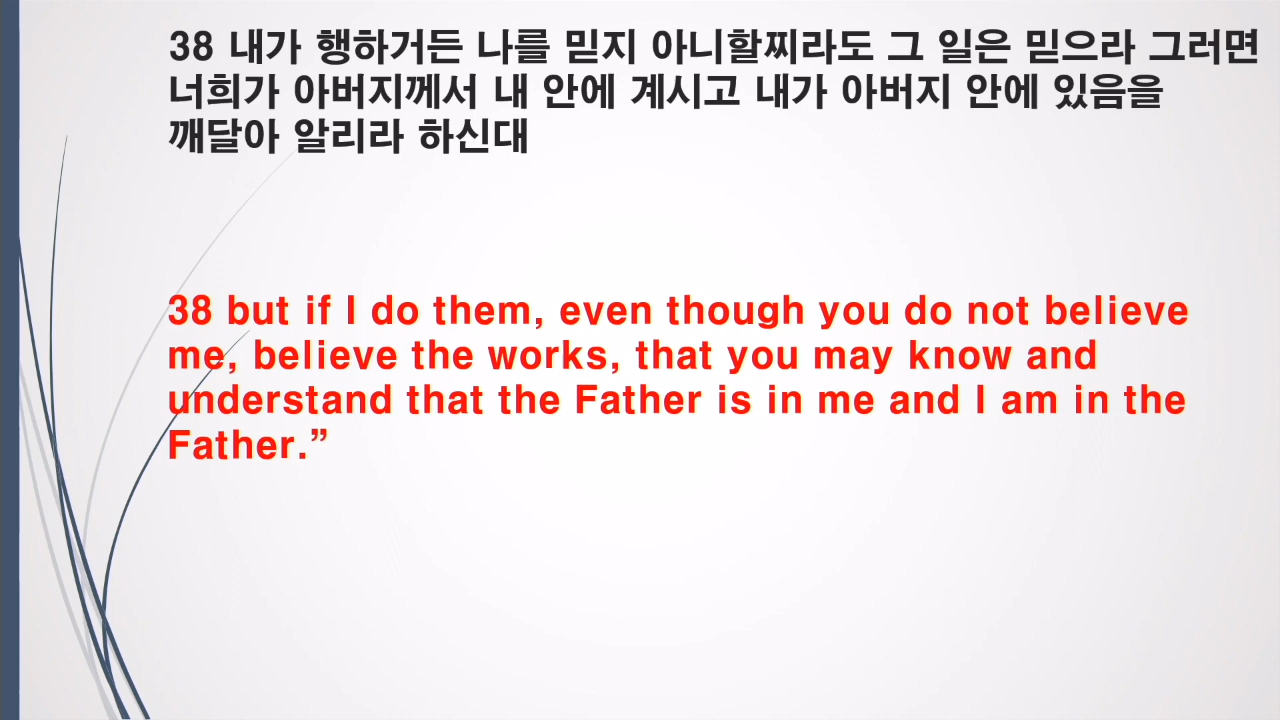 38 내가 행하거든 나를 믿지 아니할찌라도 그 일은 믿으라 그러면
너희가 아버지께서 내 안에 계시고 내가 아버지 안에 있음을
깨달아 알리라 하신대
38 but if I do them, even though you do not believe
me, believe the works, that you may know and
understand that the Father is in me and I am in the
Father.”